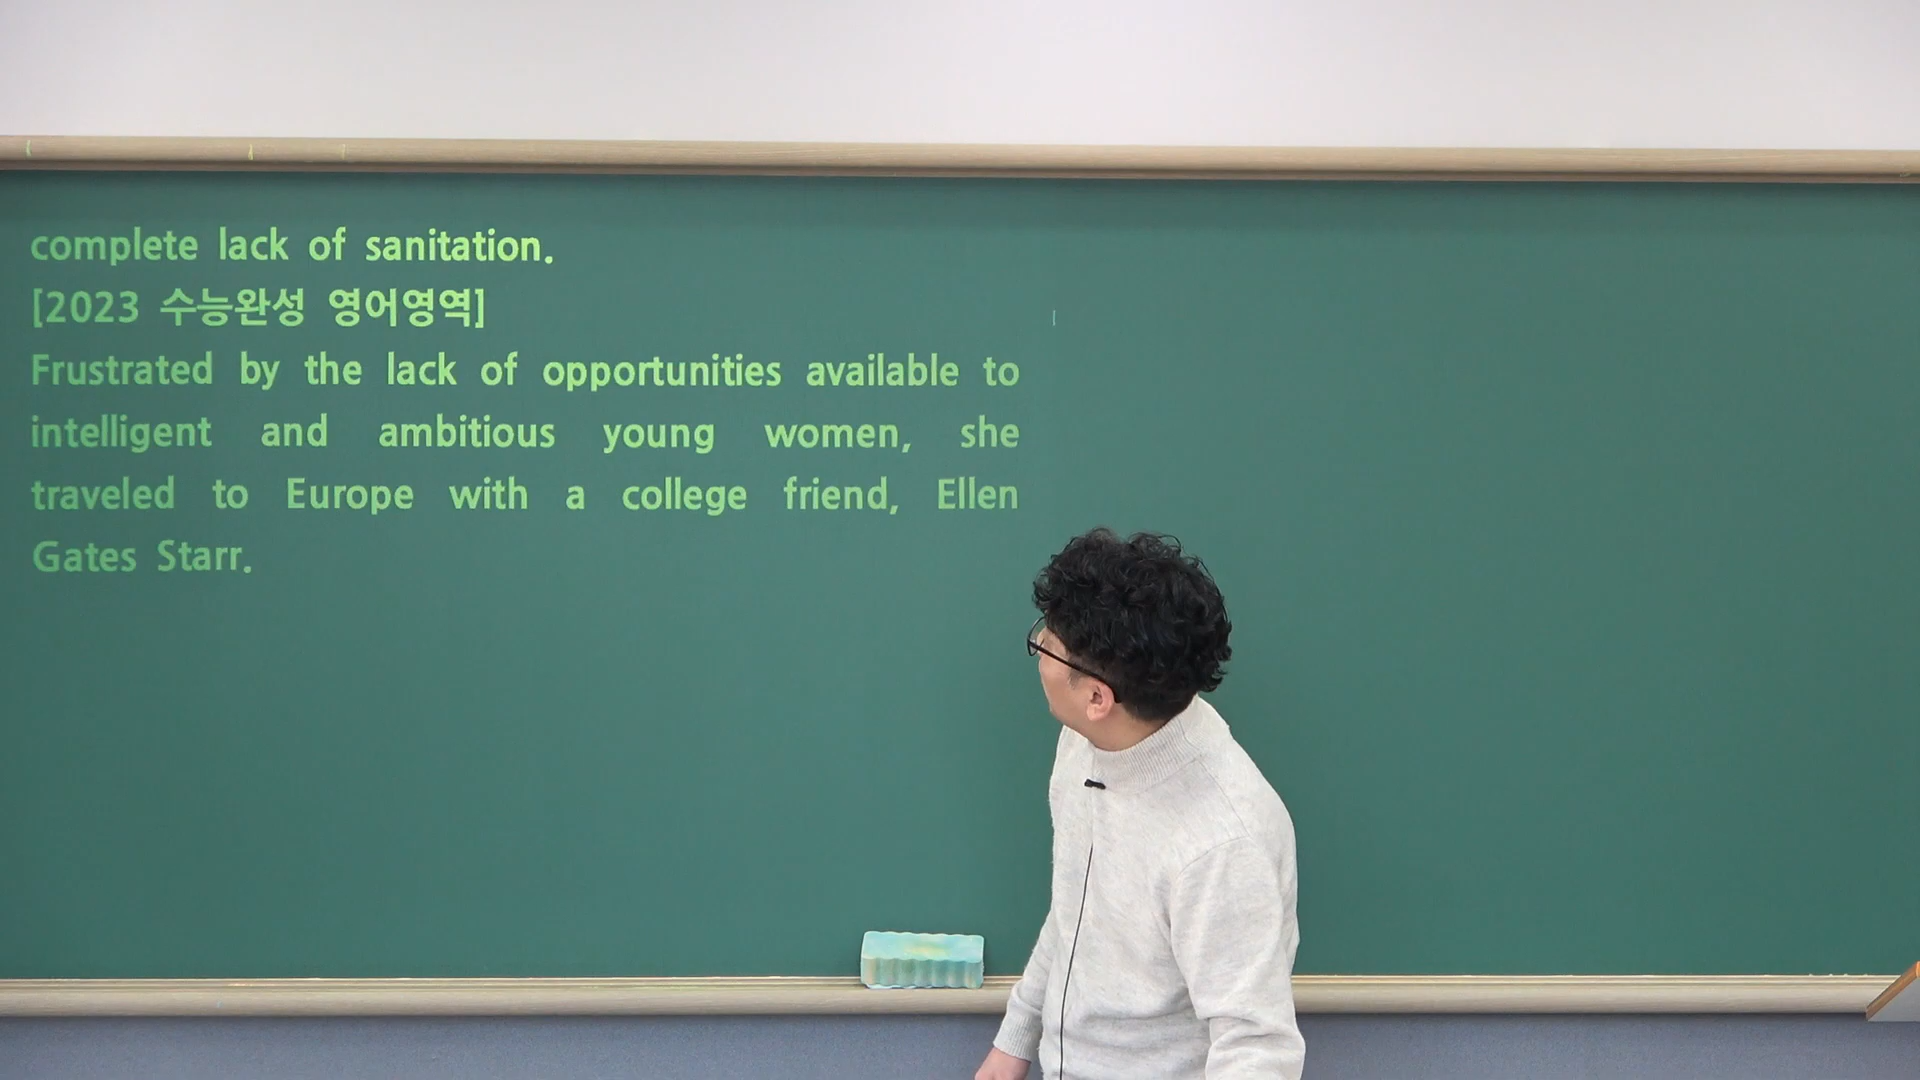 complete lack of sanitation.
[2023 수능완성 영어영역]
Frustrated by the lack of opportunities available to
intelligent and ambitious young women, she
traveled to Europe with a college friend, Ellen
Gates Starr.